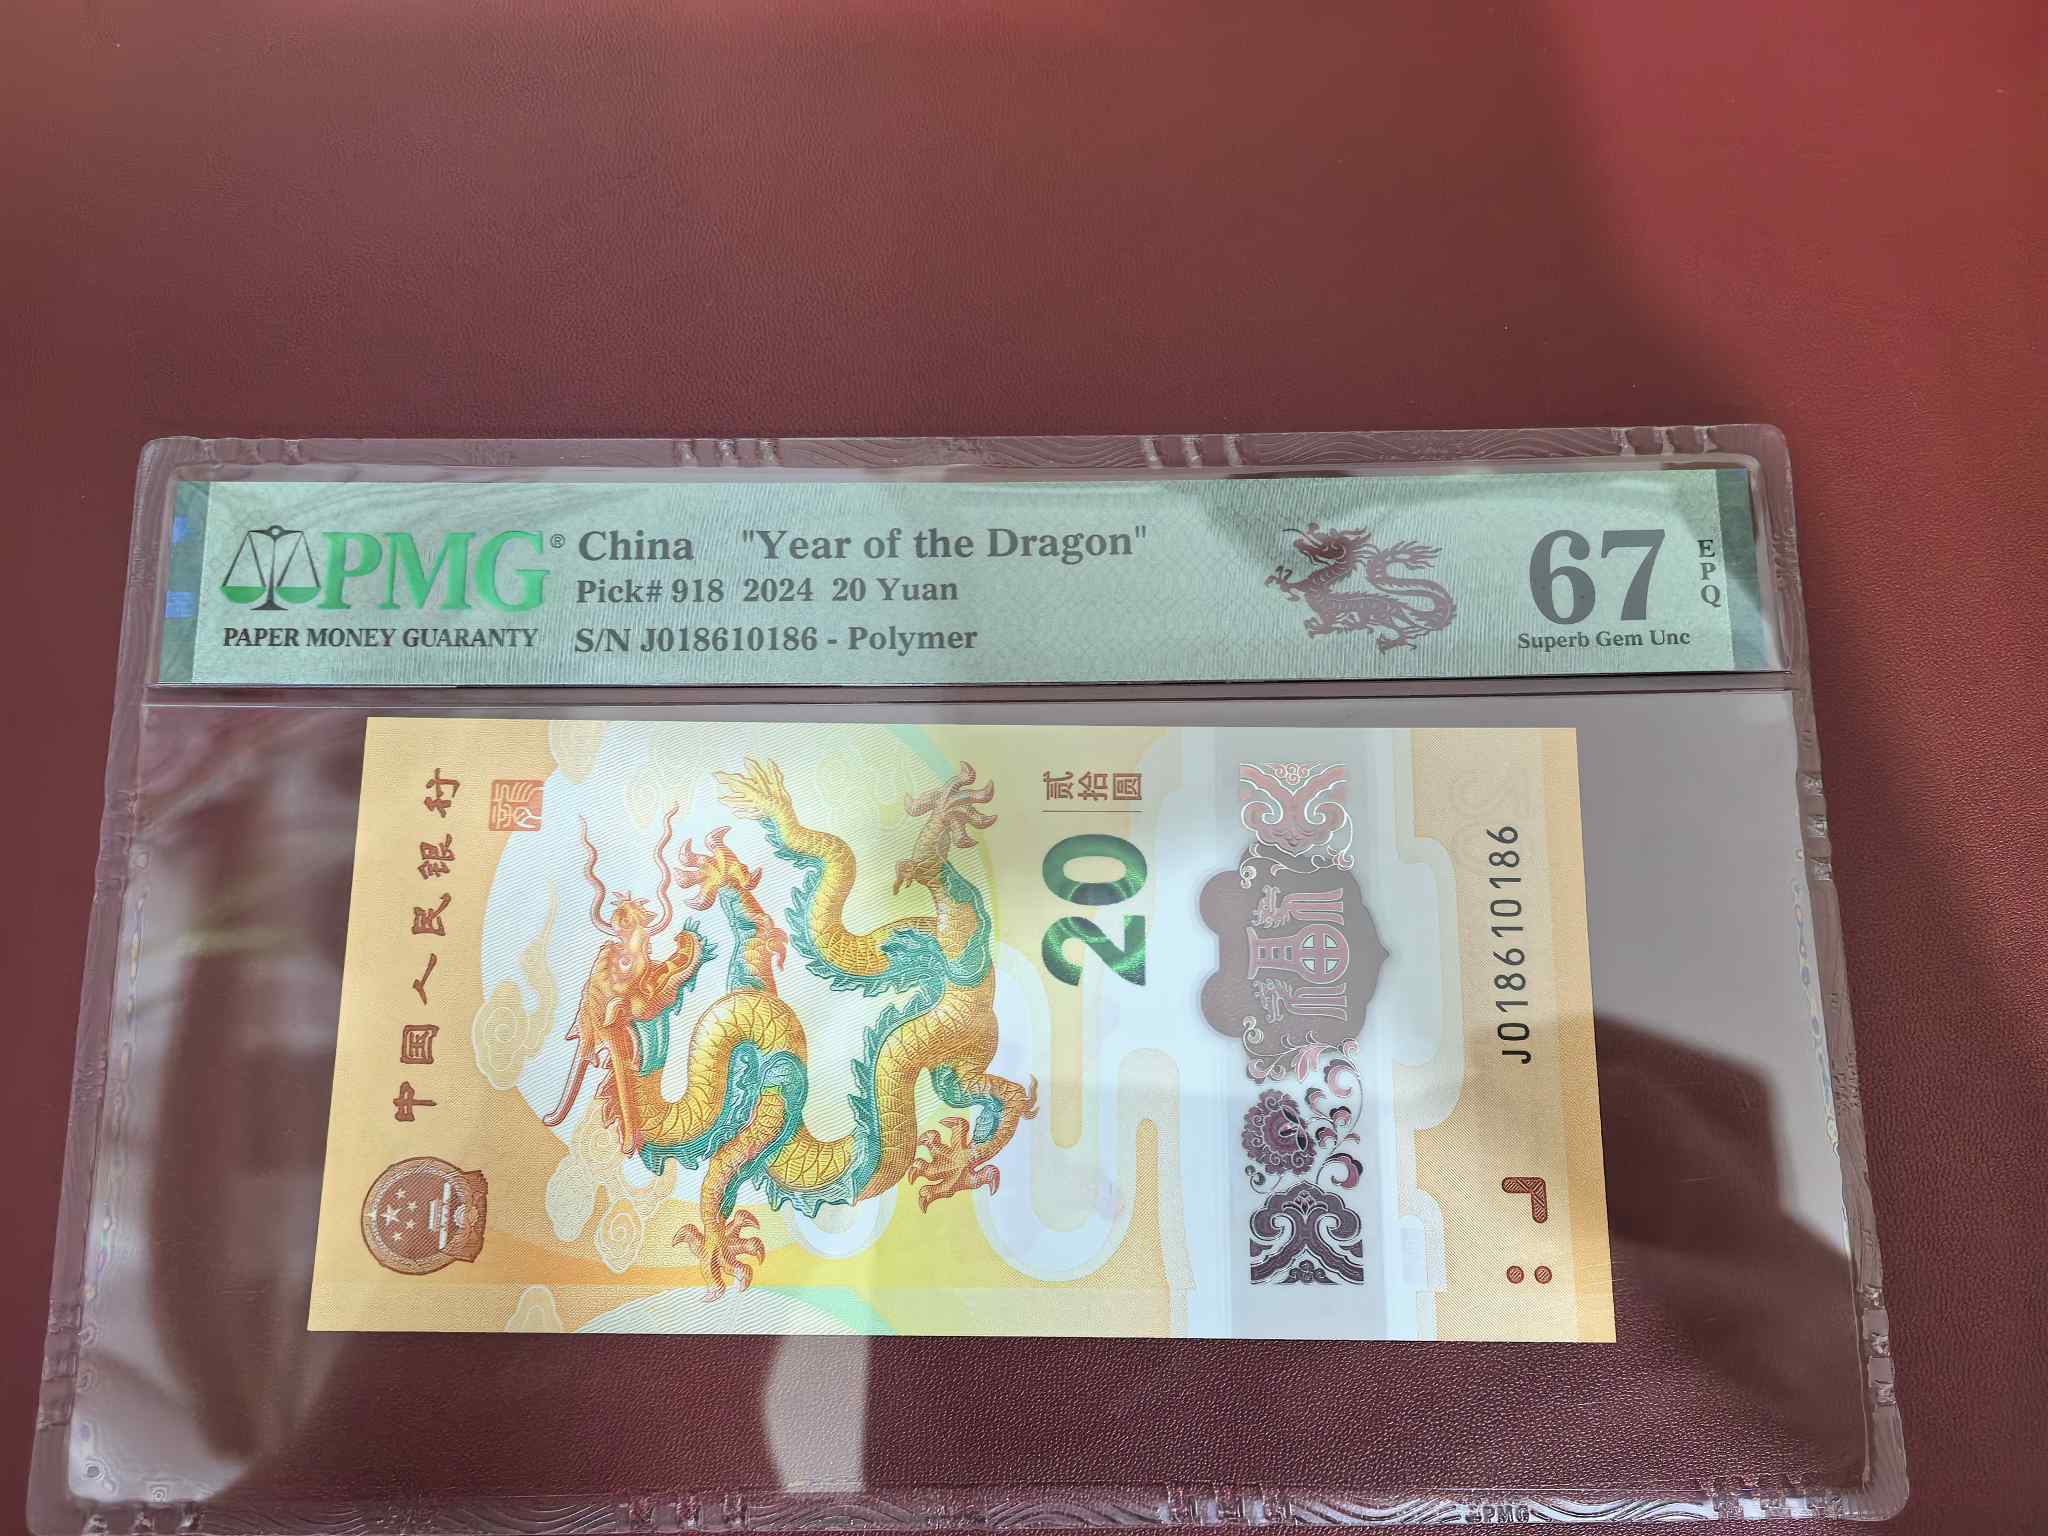 PMG®
PAPER MONEY GUARANTY
China "Year of the Dragon"
Pick# 918 2024 20 Yuan
S/N J018610186 - Polymer
67
EPQ
Superb Gem Unc
中国人民银行
贰拾圆
20
J018610186
PMG